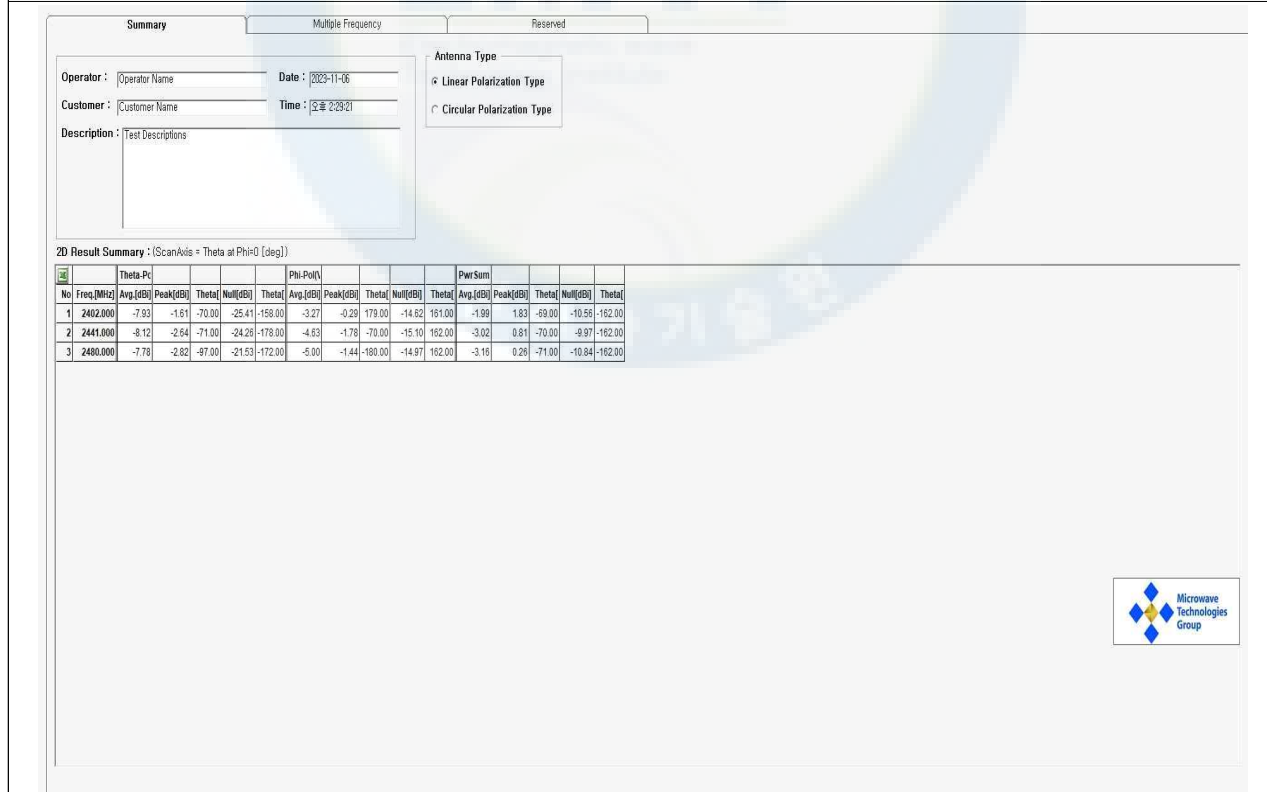 Summary Multiple Frequency Reserved
Antenna Type
Operator : Operator Name Date : 2023-11-06 Linear Polarization Type
Customer : Customer Name Time : 오후 2:29:21 Circular Polarization Type
Description : Test Descriptions
2D Result Summary : (ScanAxis = Theta at Phi=0 [deg])
Theta-Pc Phi-Pol(\ Pwr Sum
No Freq.[MHz] Avg.[dBi] Peak[dBi] Theta[ Null[dBi] Theta[ Avg.[dBi] Peak[dBi] Theta[ Null[dBi] Theta[ Avg.[dBi] Peak[dBi] Theta[ Null[dBi] Theta[
1 2402.000 -7.93 -1.61 -70.00 -25.41 -158.00 -3.27 -0.29 179.00 -14.62 161.00 -1.99 1.83 -69.00 -10.56 -162.00
2 2441.000 -8.12 -2.64 -71.00 -24.26 -178.00 -4.63 -1.78 -70.00 -15.10 162.00 -3.02 0.81 -70.00 -9.97 -162.00
3 2480.000 -7.78 -2.82 -97.00 -21.53 -172.00 -5.00 -1.44 -180.00 -14.97 162.00 -3.16 0.26 -71.00 -10.84 -162.00
Microwave
Technologies
Group